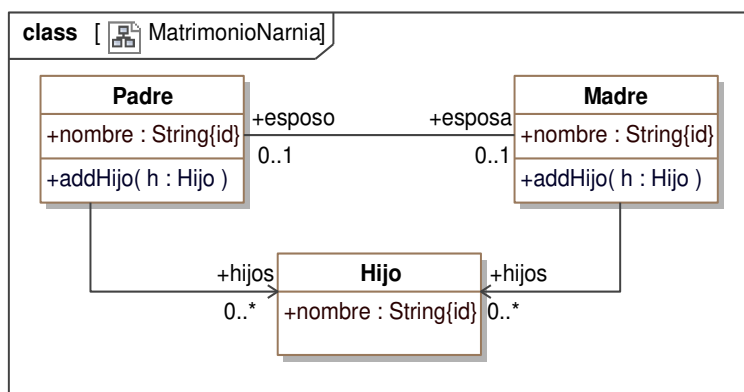 class [ MatrimonioNarnia]
Padre
+nombre : String{id}
+addHijo( h : Hijo )
+esposo
0..1
+esposa
0..1
Madre
+nombre : String{id}
+addHijo( h : Hijo )
+hijos
0..*
Hijo
+nombre : String{id}
+hijos
0..*